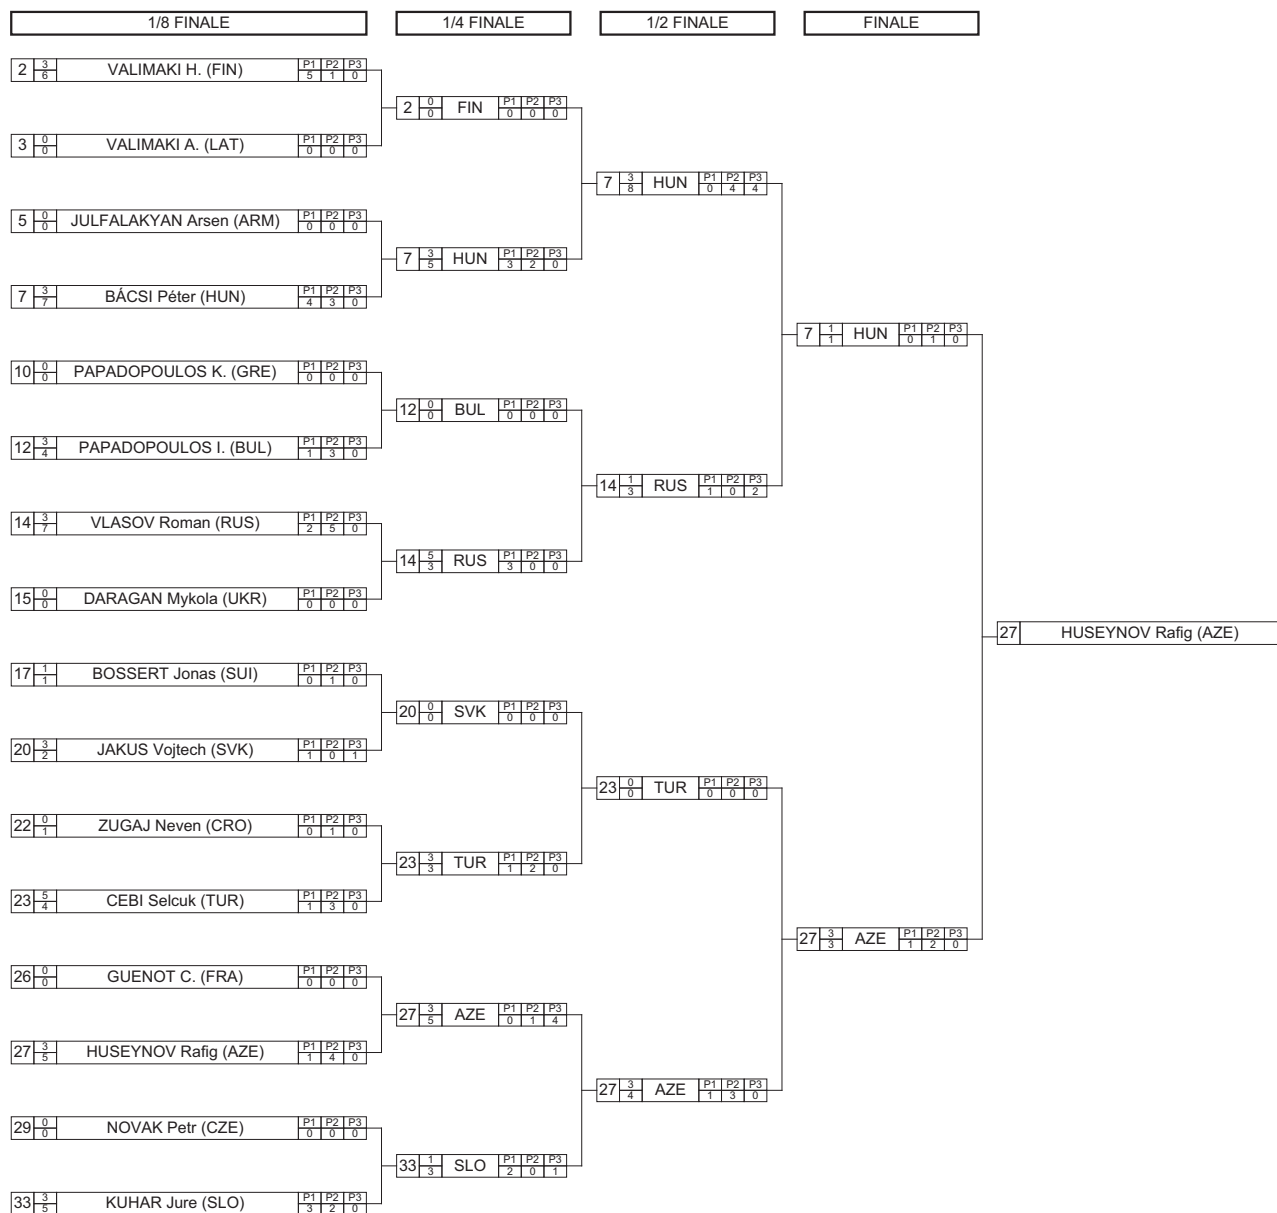 1/8 FINALE 1/4 FINALE 1/2 FINALE FINALE
2 3 6 VALIMAKI H. (FIN) P1 P2 P3 5 1 0
2 0 0 FIN P1 P2 P3 0 0 0
3 0 0 VALIMAKI A. (LAT) P1 P2 P3 0 0 0
7 3 8 HUN P1 P2 P3 0 4 4
5 0 0 JULFALAKYAN Arsen (ARM) P1 P2 P3 0 0 0
7 3 5 HUN P1 P2 P3 3 2 0
7 3 7 BÁCSI Péter (HUN) P1 P2 P3 4 3 0
7 1 1 HUN P1 P2 P3 0 1 0
10 0 0 PAPADOPOULOS K. (GRE) P1 P2 P3 0 0 0
12 0 0 BUL P1 P2 P3 0 0 0
12 3 4 PAPADOPOULOS I. (BUL) P1 P2 P3 1 3 0
14 1 3 RUS P1 P2 P3 1 0 2
14 3 7 VLASOV Roman (RUS) P1 P2 P3 2 5 0
14 5 3 RUS P1 P2 P3 3 0 0
15 0 0 DARAGAN Mykola (UKR) P1 P2 P3 0 0 0
27 HUSEYNOV Rafig (AZE)
17 1 1 BOSSERT Jonas (SUI) P1 P2 P3 0 1 0
20 0 0 SVK P1 P2 P3 0 0 0
20 3 2 JAKUS Vojtech (SVK) P1 P2 P3 1 0 1
23 0 0 TUR P1 P2 P3 0 0 0
22 0 1 ZUGAJ Neven (CRO) P1 P2 P3 0 1 0
23 3 3 TUR P1 P2 P3 1 2 0
23 5 4 CEBI Selcuk (TUR) P1 P2 P3 1 3 0
27 3 3 AZE P1 P2 P3 1 2 0
26 0 0 GUENOT C. (FRA) P1 P2 P3 0 0 0
27 3 5 AZE P1 P2 P3 0 1 4
27 3 5 HUSEYNOV Rafig (AZE) P1 P2 P3 1 4 0
27 3 4 AZE P1 P2 P3 1 3 0
29 0 0 NOVAK Petr (CZE) P1 P2 P3 0 0 0
33 1 3 SLO P1 P2 P3 2 0 1
33 3 5 KUHAR Jure (SLO) P1 P2 P3 3 2 0